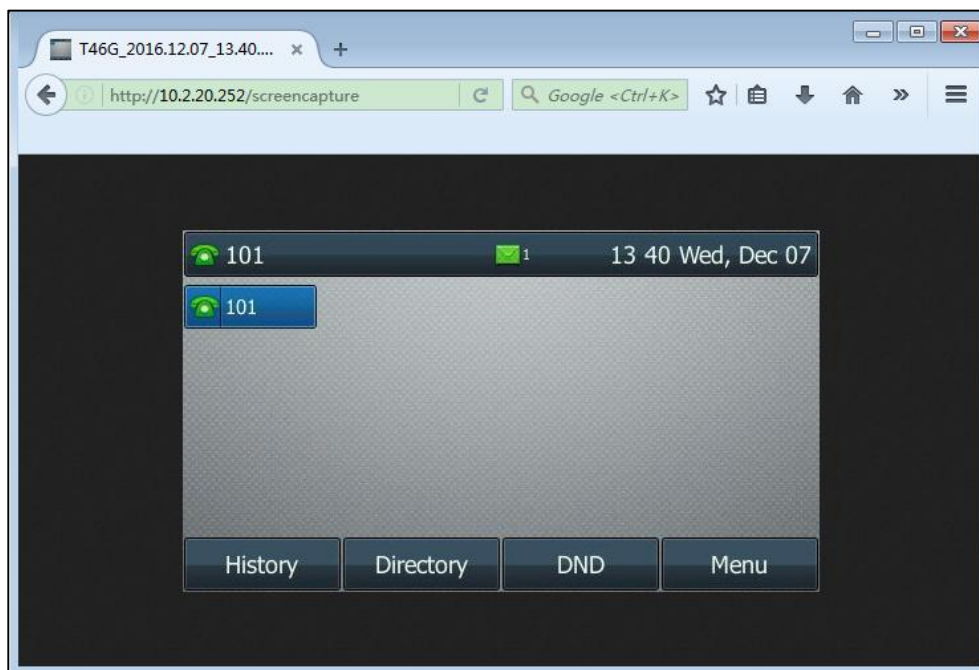 T46G_2016.12.07_13.40....
http://10.2.20.252/screencapture
Google <Ctrl+K>
101 1 13 40 Wed, Dec 07
101
History Directory DND Menu